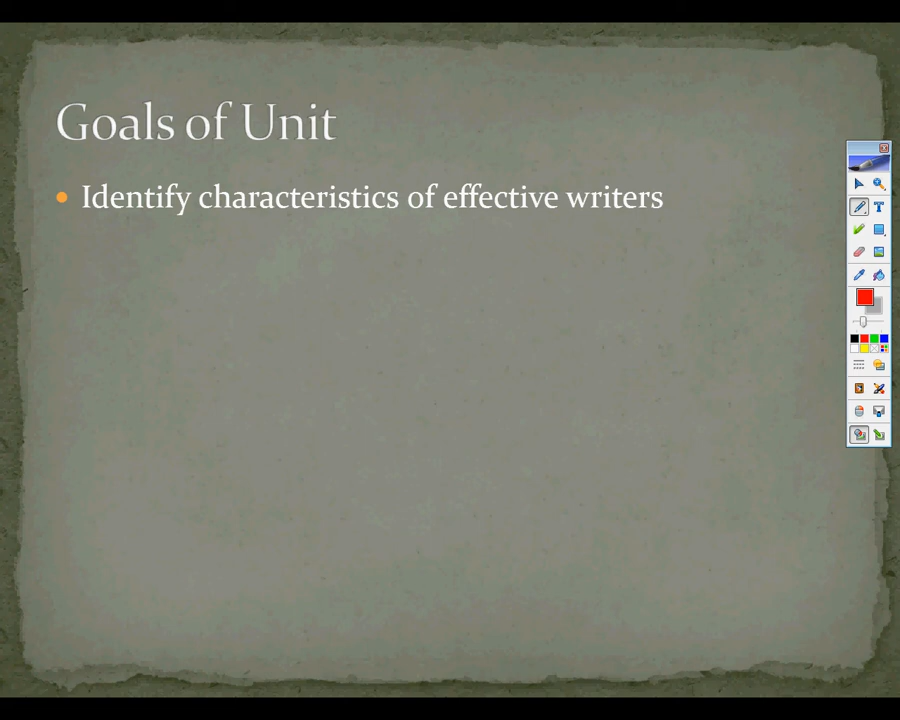 Goals of Unit
Identify characteristics of effective writers